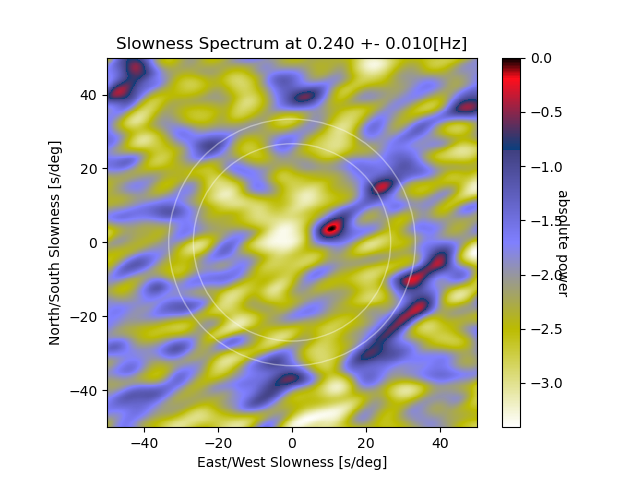 Slowness Spectrum at 0.240 +- 0.010[Hz]
North/South Slowness [s/deg]
40
20
0
−20
−40
−40 −20 0 20 40
East/West Slowness [s/deg]
0.0
−0.5
−1.0
−1.5
−2.0
−2.5
−3.0
absolute power